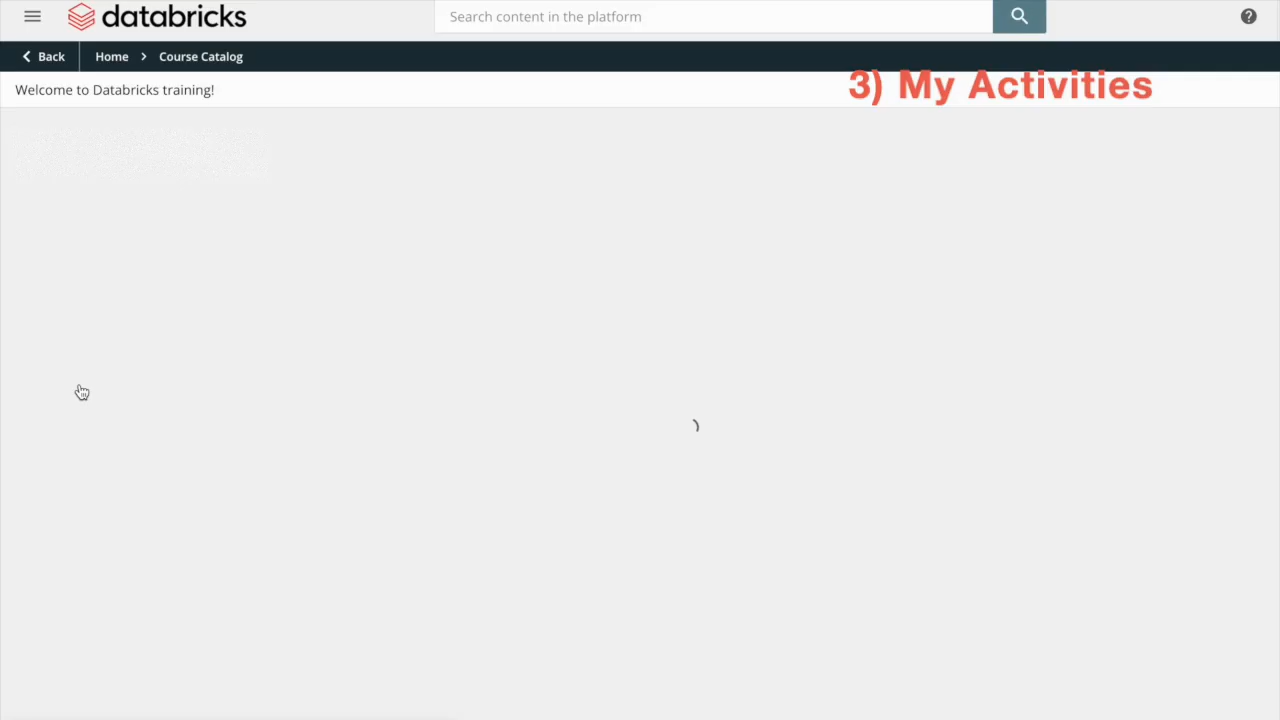 databricks
Search content in the platform
Back
Home > Course Catalog
Welcome to Databricks training!
3) My Activities